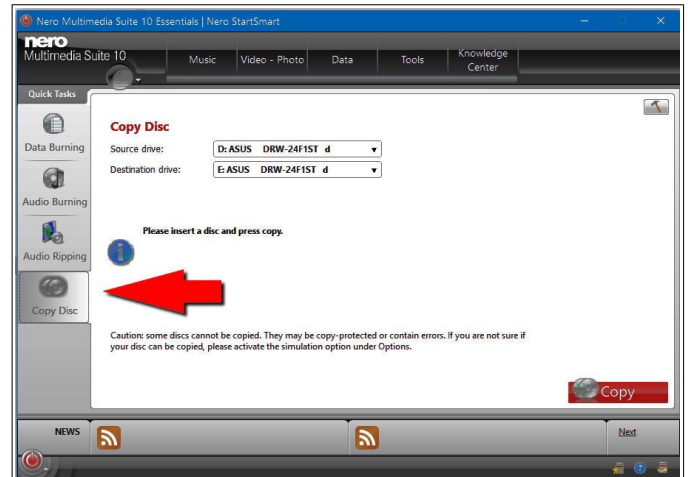 Nero Multimedia Suite 10 Essentials | Nero StartSmart
nero
Multimedia Suite 10
Music
Video - Photo
Data
Tools
Knowledge
Center
Quick Tasks
Data Burning
Audio Burning
Audio Ripping
Copy Disc
Copy Disc
Source drive:
D: ASUS DRW-24F1ST d
Destination drive:
E: ASUS DRW-24F1ST d
Please insert a disc and press copy.
Caution: some discs cannot be copied. They may be copy-protected or contain errors. If you are not sure if
your disc can be copied, please activate the simulation option under Options.
Copy
NEWS
Next